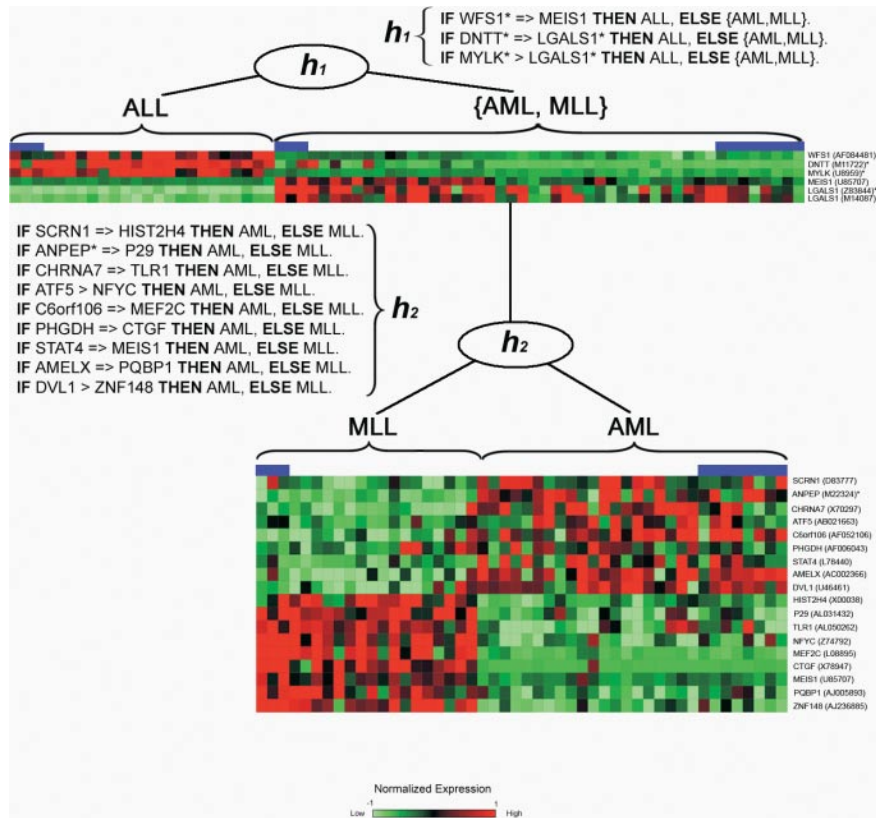 h1
IF WFS1* => MEIS1 THEN ALL, ELSE {AML,MLL}.
IF DNTT* => LGALS1* THEN ALL, ELSE {AML,MLL}.
IF MYLK* > LGALS1* THEN ALL, ELSE {AML,MLL}.
h1
ALL
{AML, MLL}
WFS1 (AF084481)
DNTT (M11722)*
MYLK (U8959)*
MEIS1 (U85707)
LGALS1 (Z83844)*
LGALS1 (M14087)
IF SCRN1 => HIST2H4 THEN AML, ELSE MLL.
IF ANPEP* => P29 THEN AML, ELSE MLL.
IF CHRNA7 => TLR1 THEN AML, ELSE MLL.
IF ATF5 > NFYC THEN AML, ELSE MLL.
IF C6orf106 => MEF2C THEN AML, ELSE MLL.
IF PHGDH => CTGF THEN AML, ELSE MLL.
IF STAT4 => MEIS1 THEN AML, ELSE MLL.
IF AMELX => PQBP1 THEN AML, ELSE MLL.
IF DVL1 > ZNF148 THEN AML, ELSE MLL.
h2
h2
MLL
AML
SCRN1 (D83777)
ANPEP (M22324)*
CHRNA7 (X70297)
ATF5 (AB021663)
C6orf106 (AF052106)
PHGDH (AF006043)
STAT4 (L78440)
AMELX (AC002366)
DVL1 (U46461)
HIST2H4 (X00038)
P29 (AL031432)
TLR1 (AL050262)
NFYC (Z74792)
MEF2C (L08895)
CTGF (X78947)
MEIS1 (U85707)
PQBP1 (AJ005893)
ZNF148 (AJ236885)
Normalized Expression
-1
1
Low
High